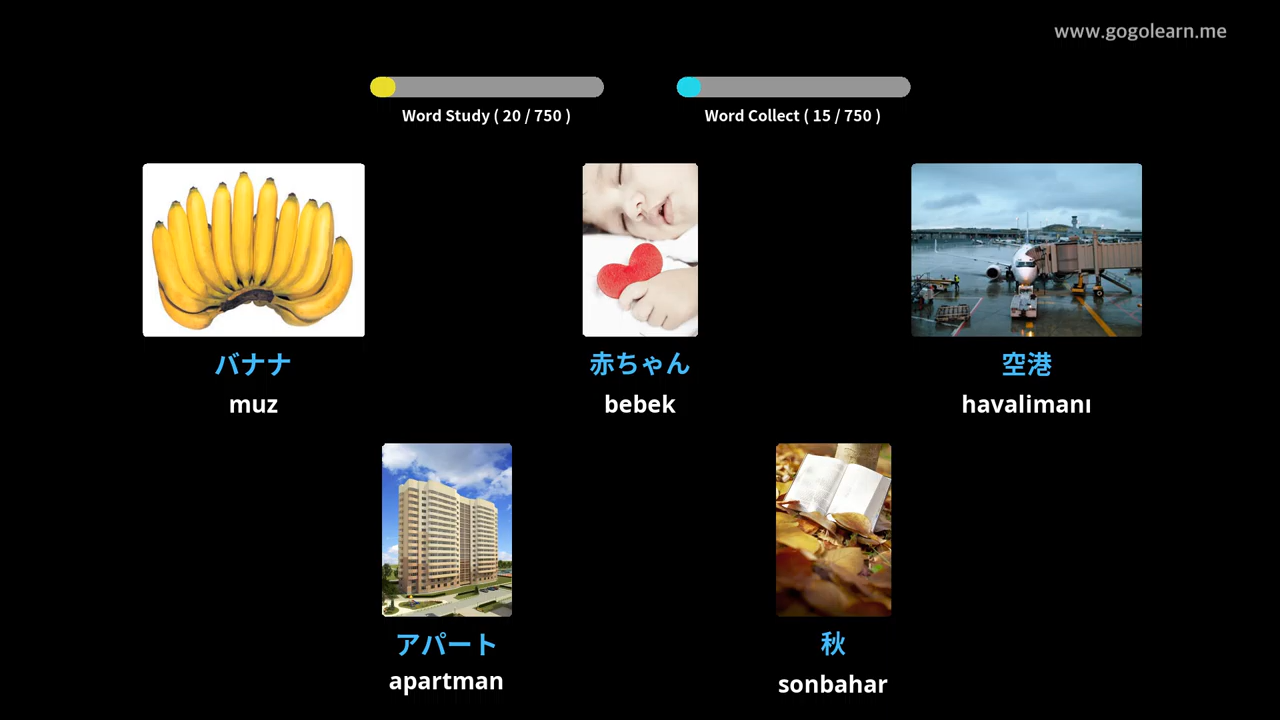 www.gogolearn.me
Word Study ( 20 / 750 )
Word Collect ( 15 / 750 )
バナナ
muz
赤ちゃん
bebek
空港
havalimanı
アパート
apartman
秋
sonbahar